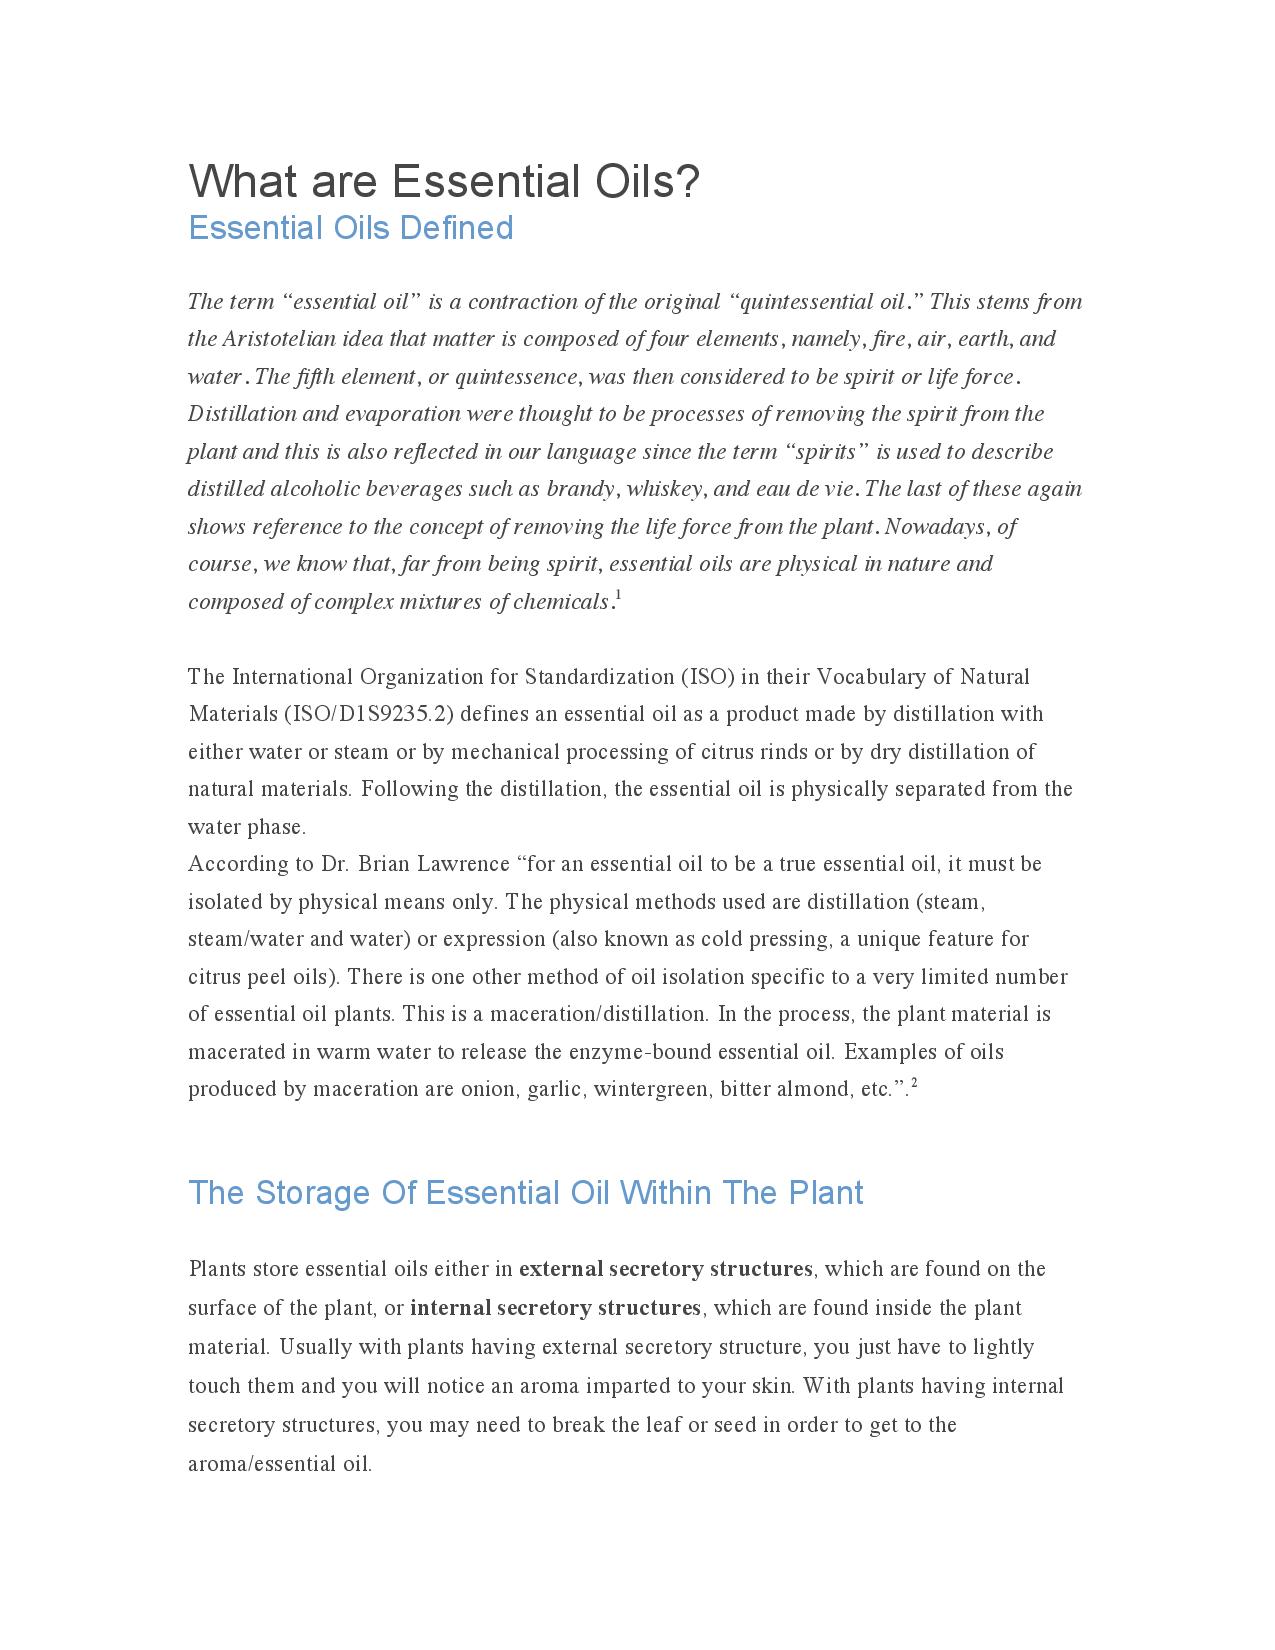 What are Essential Oils?
Essential Oils Defined
The term “essential oil” is a contraction of the original “quintessential oil.” This stems from
the Aristotelian idea that matter is composed of four elements, namely, fire, air, earth, and
water. The fifth element, or quintessence, was then considered to be spirit or life force.
Distillation and evaporation were thought to be processes of removing the spirit from the
plant and this is also reflected in our language since the term “spirits” is used to describe
distilled alcoholic beverages such as brandy, whiskey, and eau de vie. The last of these again
shows reference to the concept of removing the life force from the plant. Nowadays, of
course, we know that, far from being spirit, essential oils are physical in nature and
composed of complex mixtures of chemicals.1
The International Organization for Standardization (ISO) in their Vocabulary of Natural
Materials (ISO/D1S9235.2) defines an essential oil as a product made by distillation with
either water or steam or by mechanical processing of citrus rinds or by dry distillation of
natural materials. Following the distillation, the essential oil is physically separated from the
water phase.
According to Dr. Brian Lawrence “for an essential oil to be a true essential oil, it must be
isolated by physical means only. The physical methods used are distillation (steam,
steam/water and water) or expression (also known as cold pressing, a unique feature for
citrus peel oils). There is one other method of oil isolation specific to a very limited number
of essential oil plants. This is a maceration/distillation. In the process, the plant material is
macerated in warm water to release the enzyme-bound essential oil. Examples of oils
produced by maceration are onion, garlic, wintergreen, bitter almond, etc.”.2
The Storage Of Essential Oil Within The Plant
Plants store essential oils either in external secretory structures, which are found on the
surface of the plant, or internal secretory structures, which are found inside the plant
material. Usually with plants having external secretory structure, you just have to lightly
touch them and you will notice an aroma imparted to your skin. With plants having internal
secretory structures, you may need to break the leaf or seed in order to get to the
aroma/essential oil.